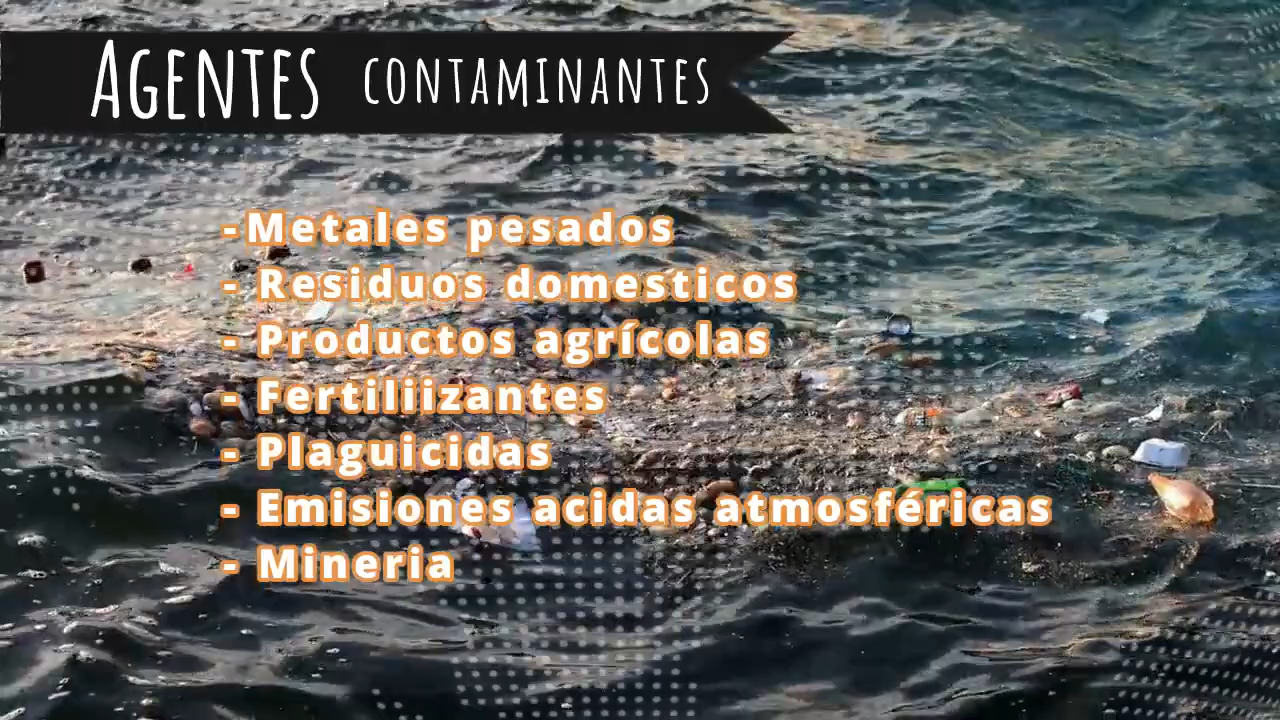 AGENTES CONTAMINANTES
-Metales pesados
- Residuos domesticos
- Productos agrícolas
- Fertiliizantes
- Plaguicidas
- Emisiones acidas atmosféricas
- Mineria